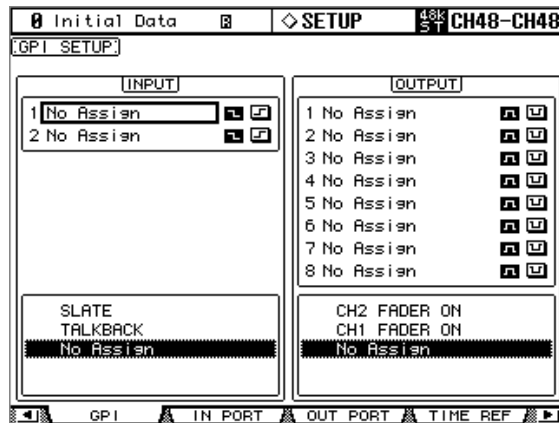 0 Initial Data R SETUP 48K ST CH48-CH48
GPI SETUP
INPUT
1 No Assign
2 No Assign
SLATE
TALKBACK
No Assign
OUTPUT
1 No Assign
2 No Assign
3 No Assign
4 No Assign
5 No Assign
6 No Assign
7 No Assign
8 No Assign
CH2 FADER ON
CH1 FADER ON
No Assign
GPI IN PORT OUT PORT TIME REF